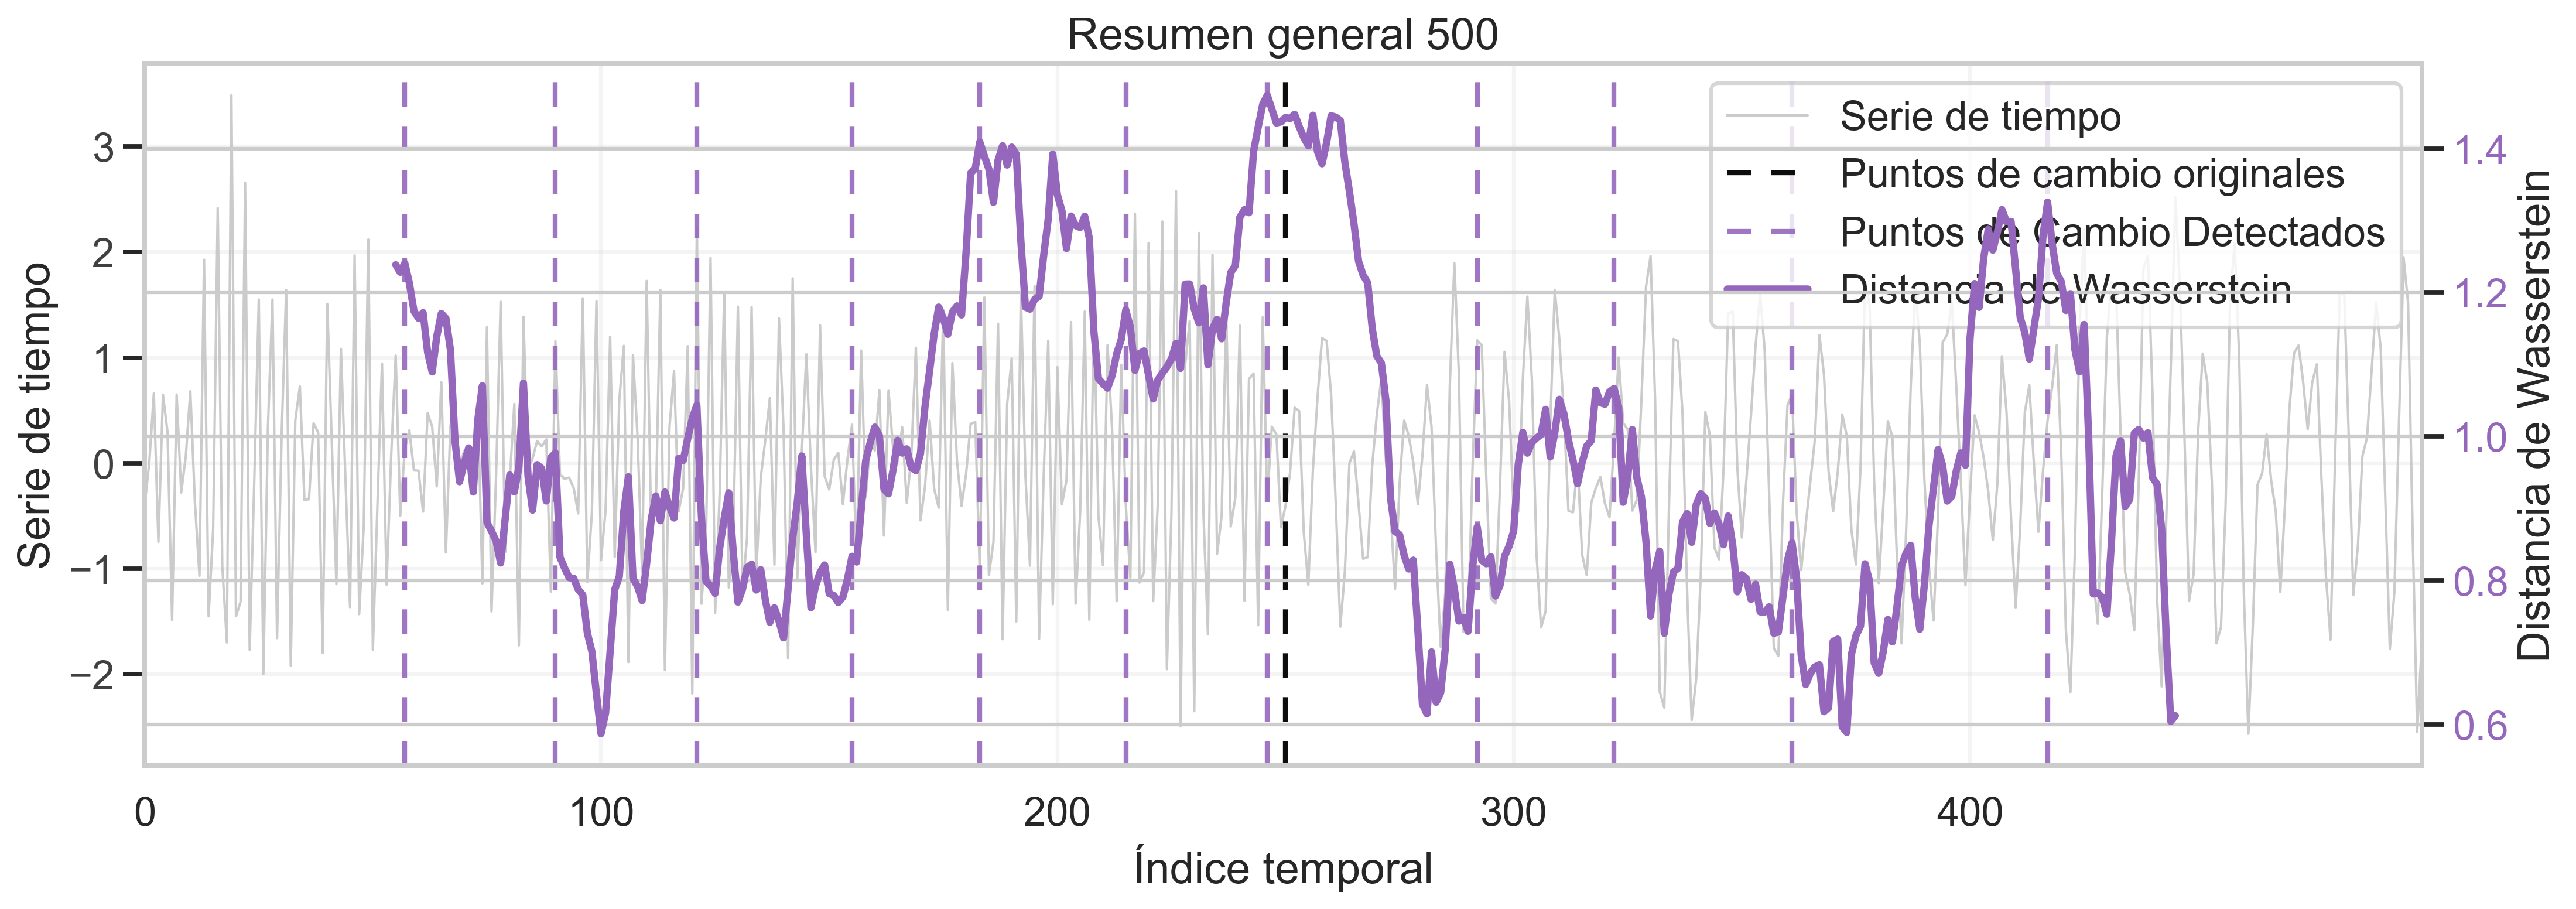 Resumen general 500
Serie de tiempo
3
2
1
0
−1
−2
Serie de tiempo
Puntos de cambio originales
Puntos de Cambio Detectados
Distancia de Wasserstein
1.4
1.2
1.0
0.8
0.6
Distancia de Wasserstein
0 100 200 300 400
Índice temporal